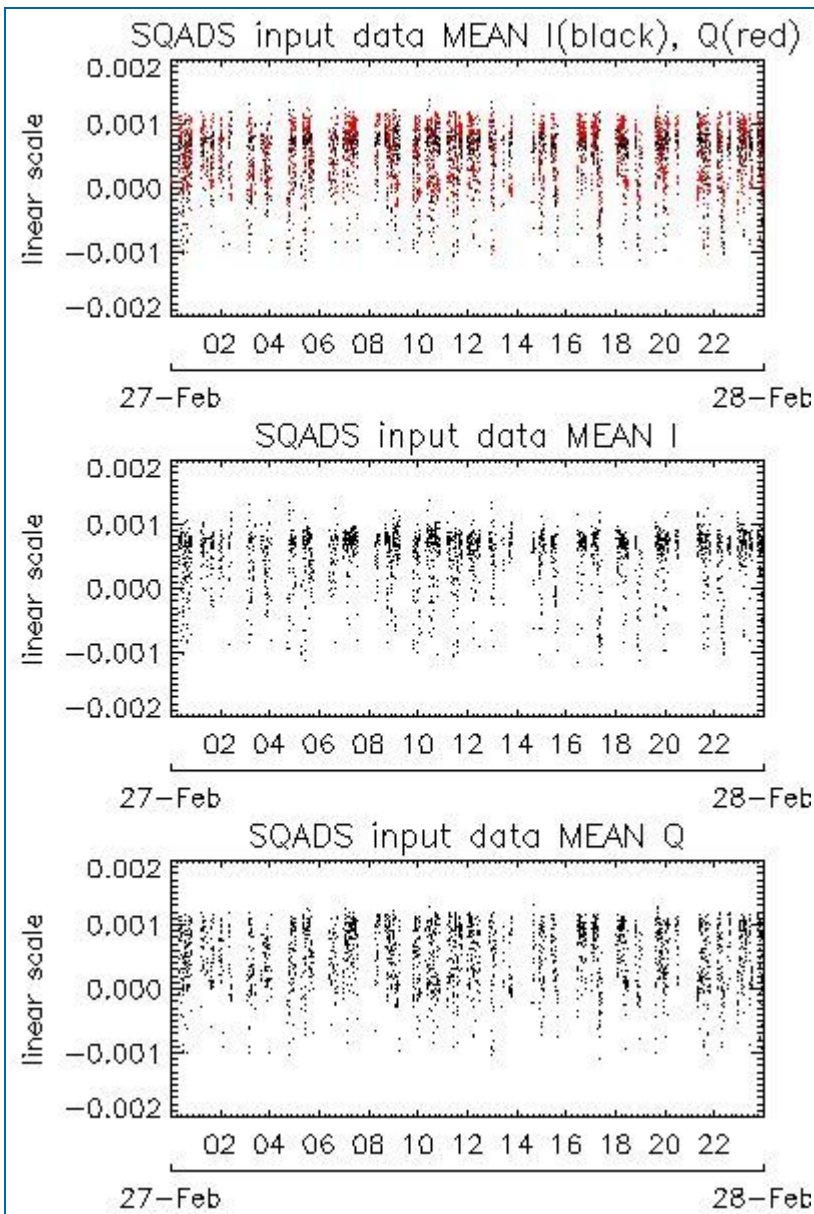 SQADS input data MEAN I(black), Q(red)
0.002
0.001
0.000
-0.001
-0.002
linear scale
02 04 06 08 10 12 14 16 18 20 22
27-Feb 28-Feb
SQADS input data MEAN I
0.002
0.001
0.000
-0.001
-0.002
linear scale
02 04 06 08 10 12 14 16 18 20 22
27-Feb 28-Feb
SQADS input data MEAN Q
0.002
0.001
0.000
-0.001
-0.002
linear scale
02 04 06 08 10 12 14 16 18 20 22
27-Feb 28-Feb